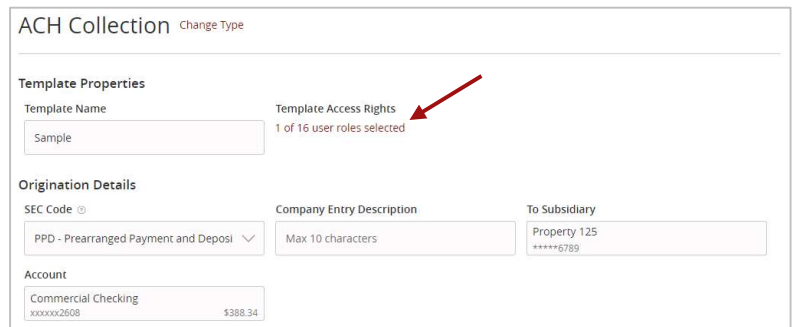 ACH Collection Change Type
Template Properties
Template Name
Template Access Rights
Sample
1 of 16 user roles selected
Origination Details
SEC Code ?
Company Entry Description
To Subsidiary
PPD - Prearranged Payment and Deposi
Max 10 characters
Property 125
*****6789
Account
Commercial Checking
xxxxxx2608 $388.34